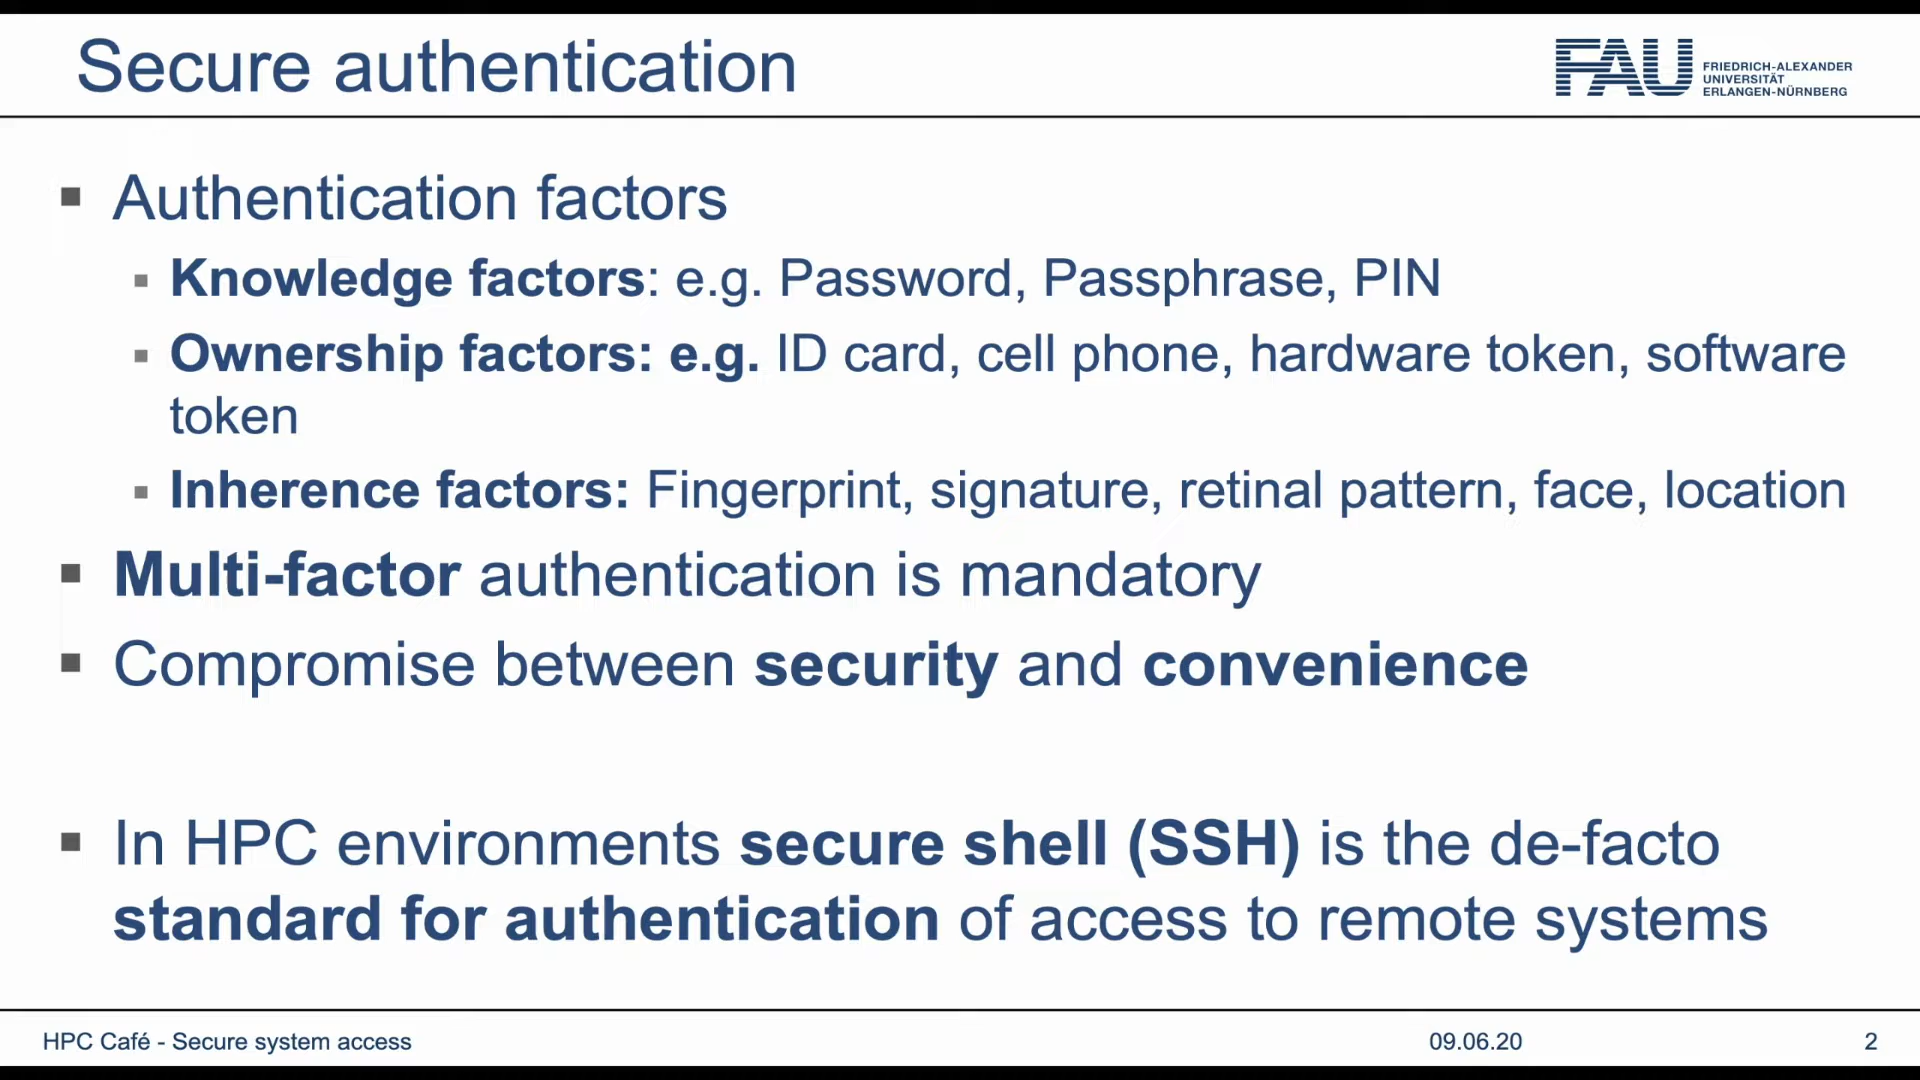 Secure authentication
FAU
FRIEDRICH-ALEXANDER
UNIVERSITÄT
ERLANGEN-NÜRNBERG
▪ Authentication factors
▪ Knowledge factors: e.g. Password, Passphrase, PIN
▪ Ownership factors: e.g. ID card, cell phone, hardware token, software
token
▪ Inherence factors: Fingerprint, signature, retinal pattern, face, location
▪ Multi-factor authentication is mandatory
▪ Compromise between security and convenience
▪ In HPC environments secure shell (SSH) is the de-facto
standard for authentication of access to remote systems
HPC Café - Secure system access
09.06.20
2